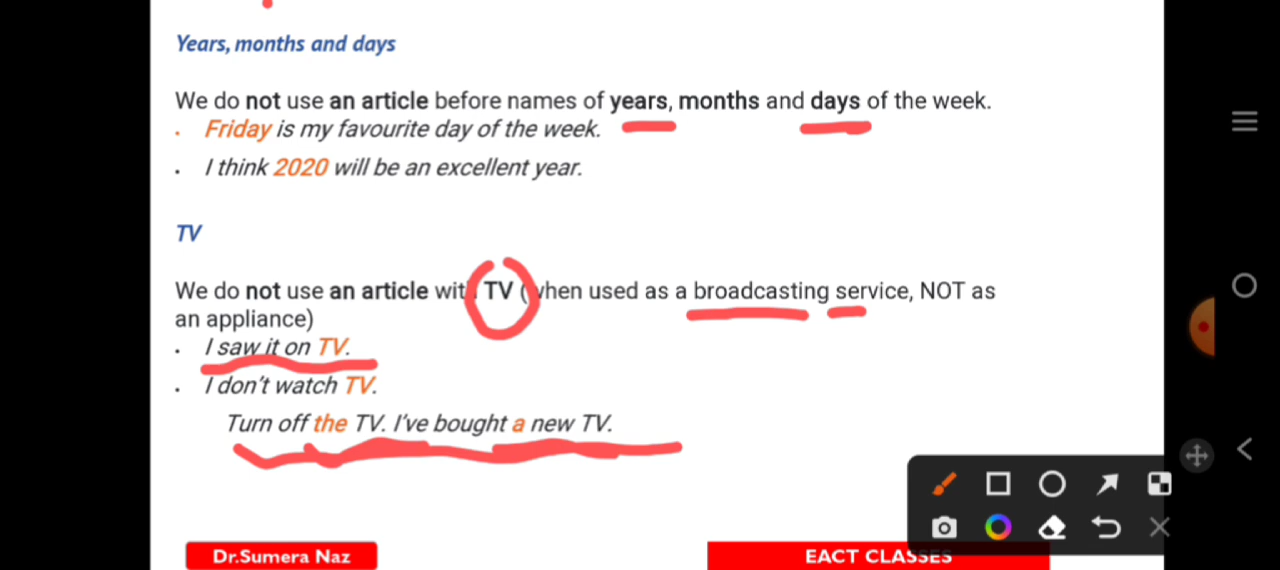 Years, months and days
We do not use an article before names of years, months and days of the week.
• Friday is my favourite day of the week.
• I think 2020 will be an excellent year.
TV
We do not use an article with TV (when used as a broadcasting service, NOT as
an appliance)
• I saw it on TV.
• I don't watch TV.
Turn off the TV. I've bought a new TV.
Dr.Sumera Naz
EACT CLASSES